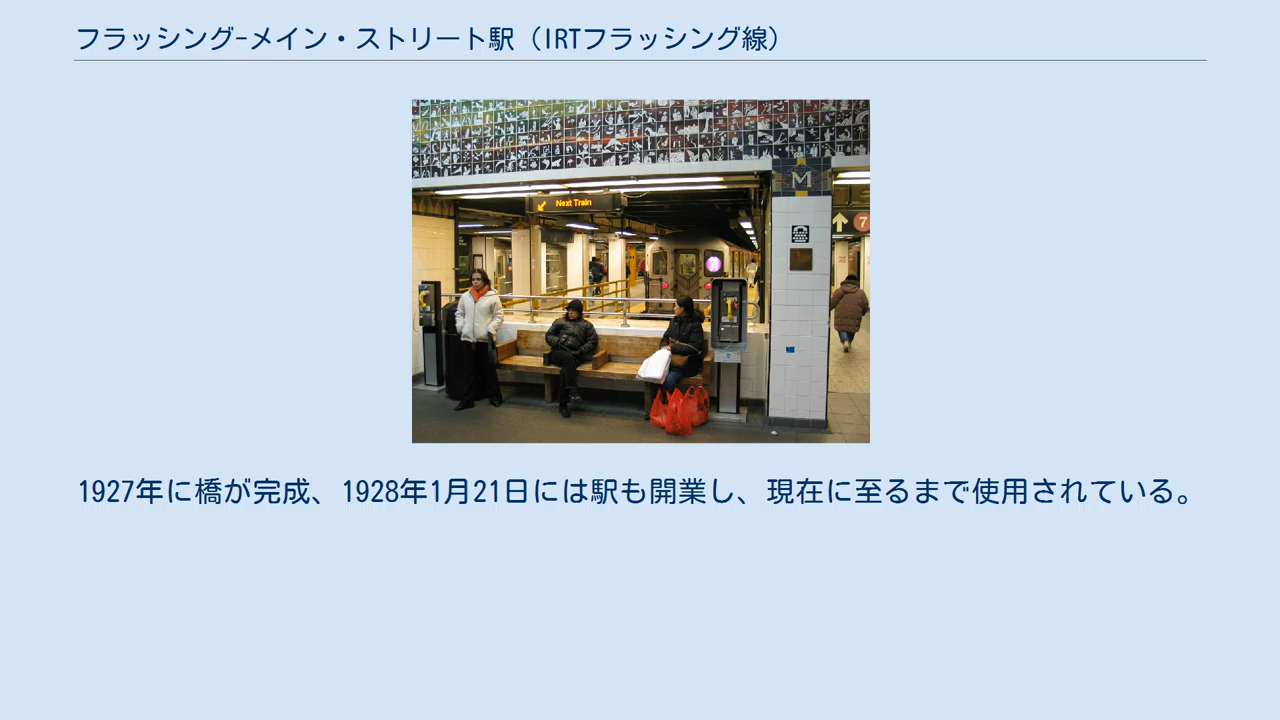 フラッシング-メイン・ストリート駅（IRTフラッシング線）
Next Train
M
7
1927年に橋が完成、1928年1月21日には駅も開業し、現在に至るまで使用されている。